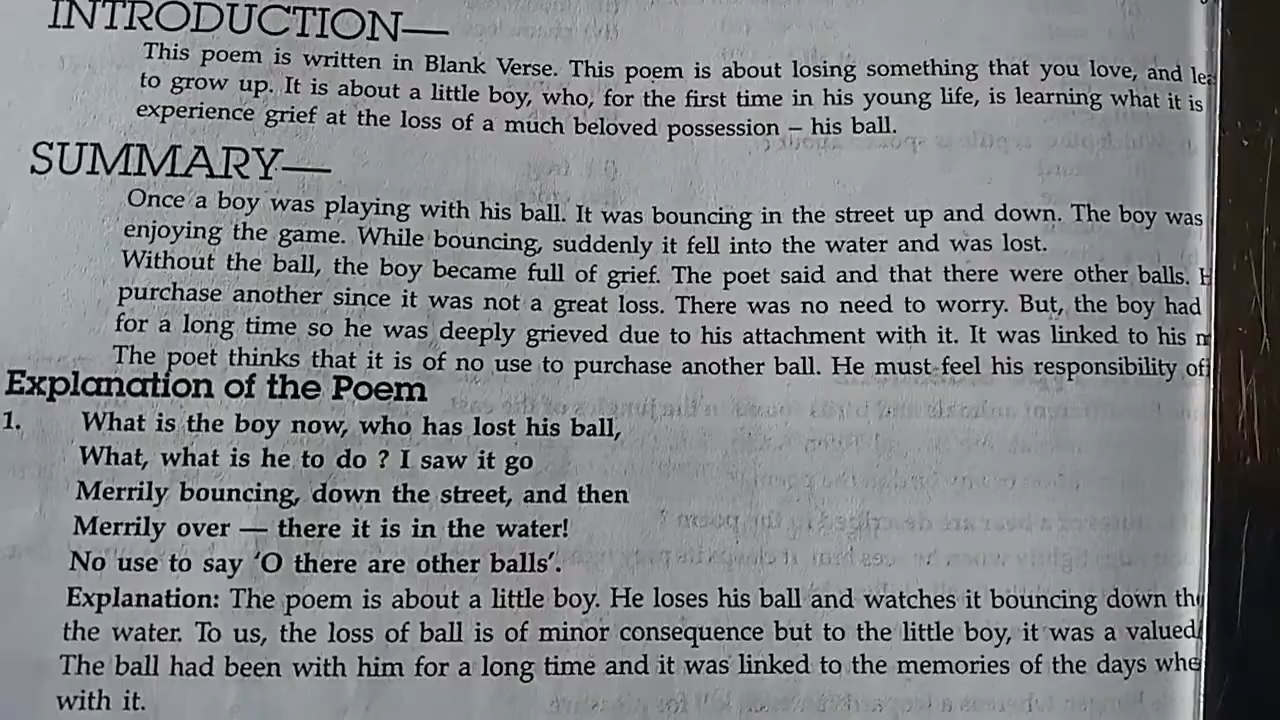 INTRODUCTION—
This poem is written in Blank Verse. This poem is about losing something that you love, and
to grow up. It is about a little boy, who, for the first time in his young life, is learning what it is
experience grief at the loss of a much beloved possession – his ball.
SUMMARY—
Once a boy was playing with his ball. It was bouncing in the street up and down. The boy was
enjoying the game. While bouncing, suddenly it fell into the water and was lost.
Without the ball, the boy became full of grief. The poet said and that there were other balls.
purchase another since it was not a great loss. There was no need to worry. But, the boy had
for a long time so he was deeply grieved due to his attachment with it. It was linked to his
The poet thinks that it is of no use to purchase another ball. He must feel his responsibility of
Explanation of the Poem
1. What is the boy now, who has lost his ball,
What, what is he to do ? I saw it go
Merrily bouncing, down the street, and then
Merrily over — there it is in the water!
No use to say 'O there are other balls'.
Explanation: The poem is about a little boy. He loses his ball and watches it bouncing down
the water. To us, the loss of ball is of minor consequence but to the little boy, it was a valued
The ball had been with him for a long time and it was linked to the memories of the days
with it.